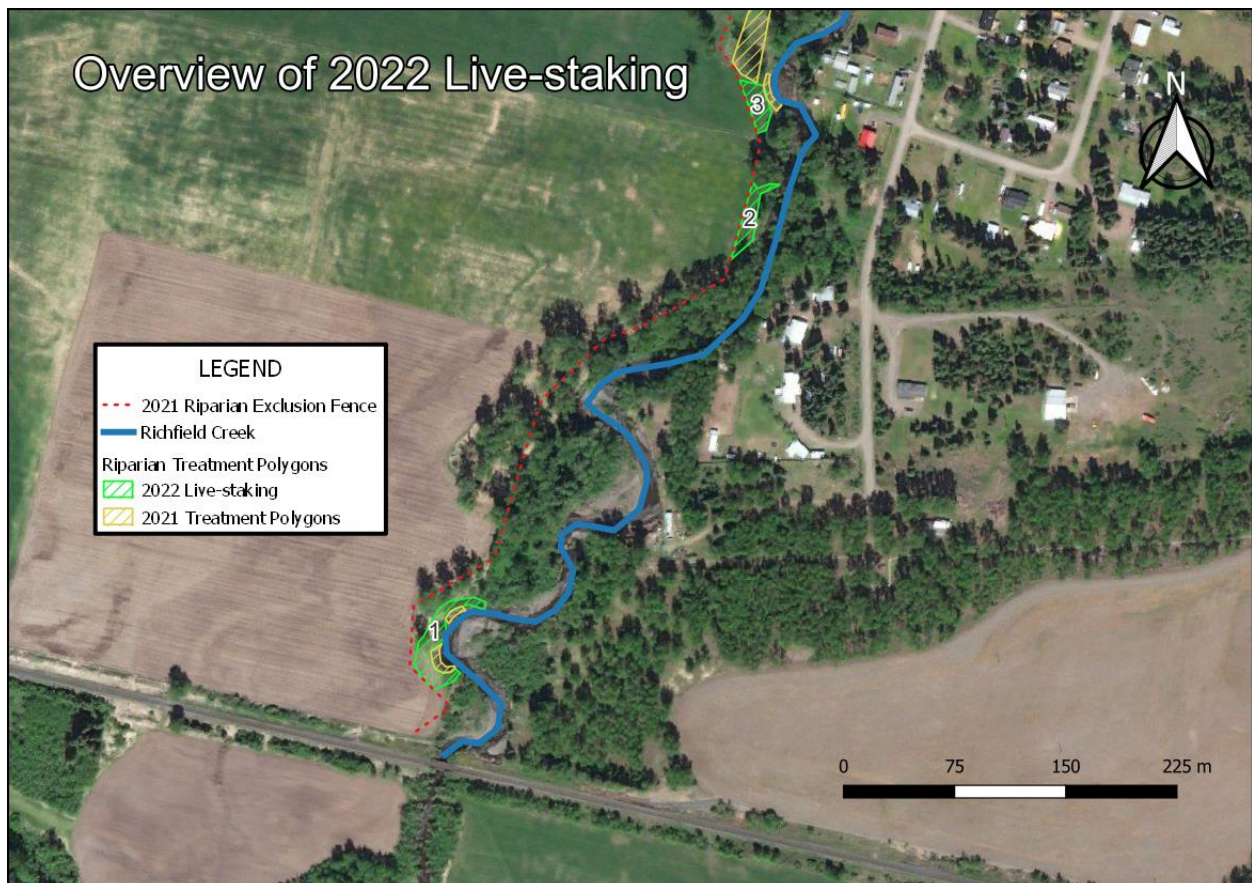 Overview of 2022 Live-staking
N
3
2
LEGEND
2021 Riparian Exclusion Fence
Richfield Creek
Riparian Treatment Polygons
2022 Live-staking
2021 Treatment Polygons
1
0 75 150 225 m